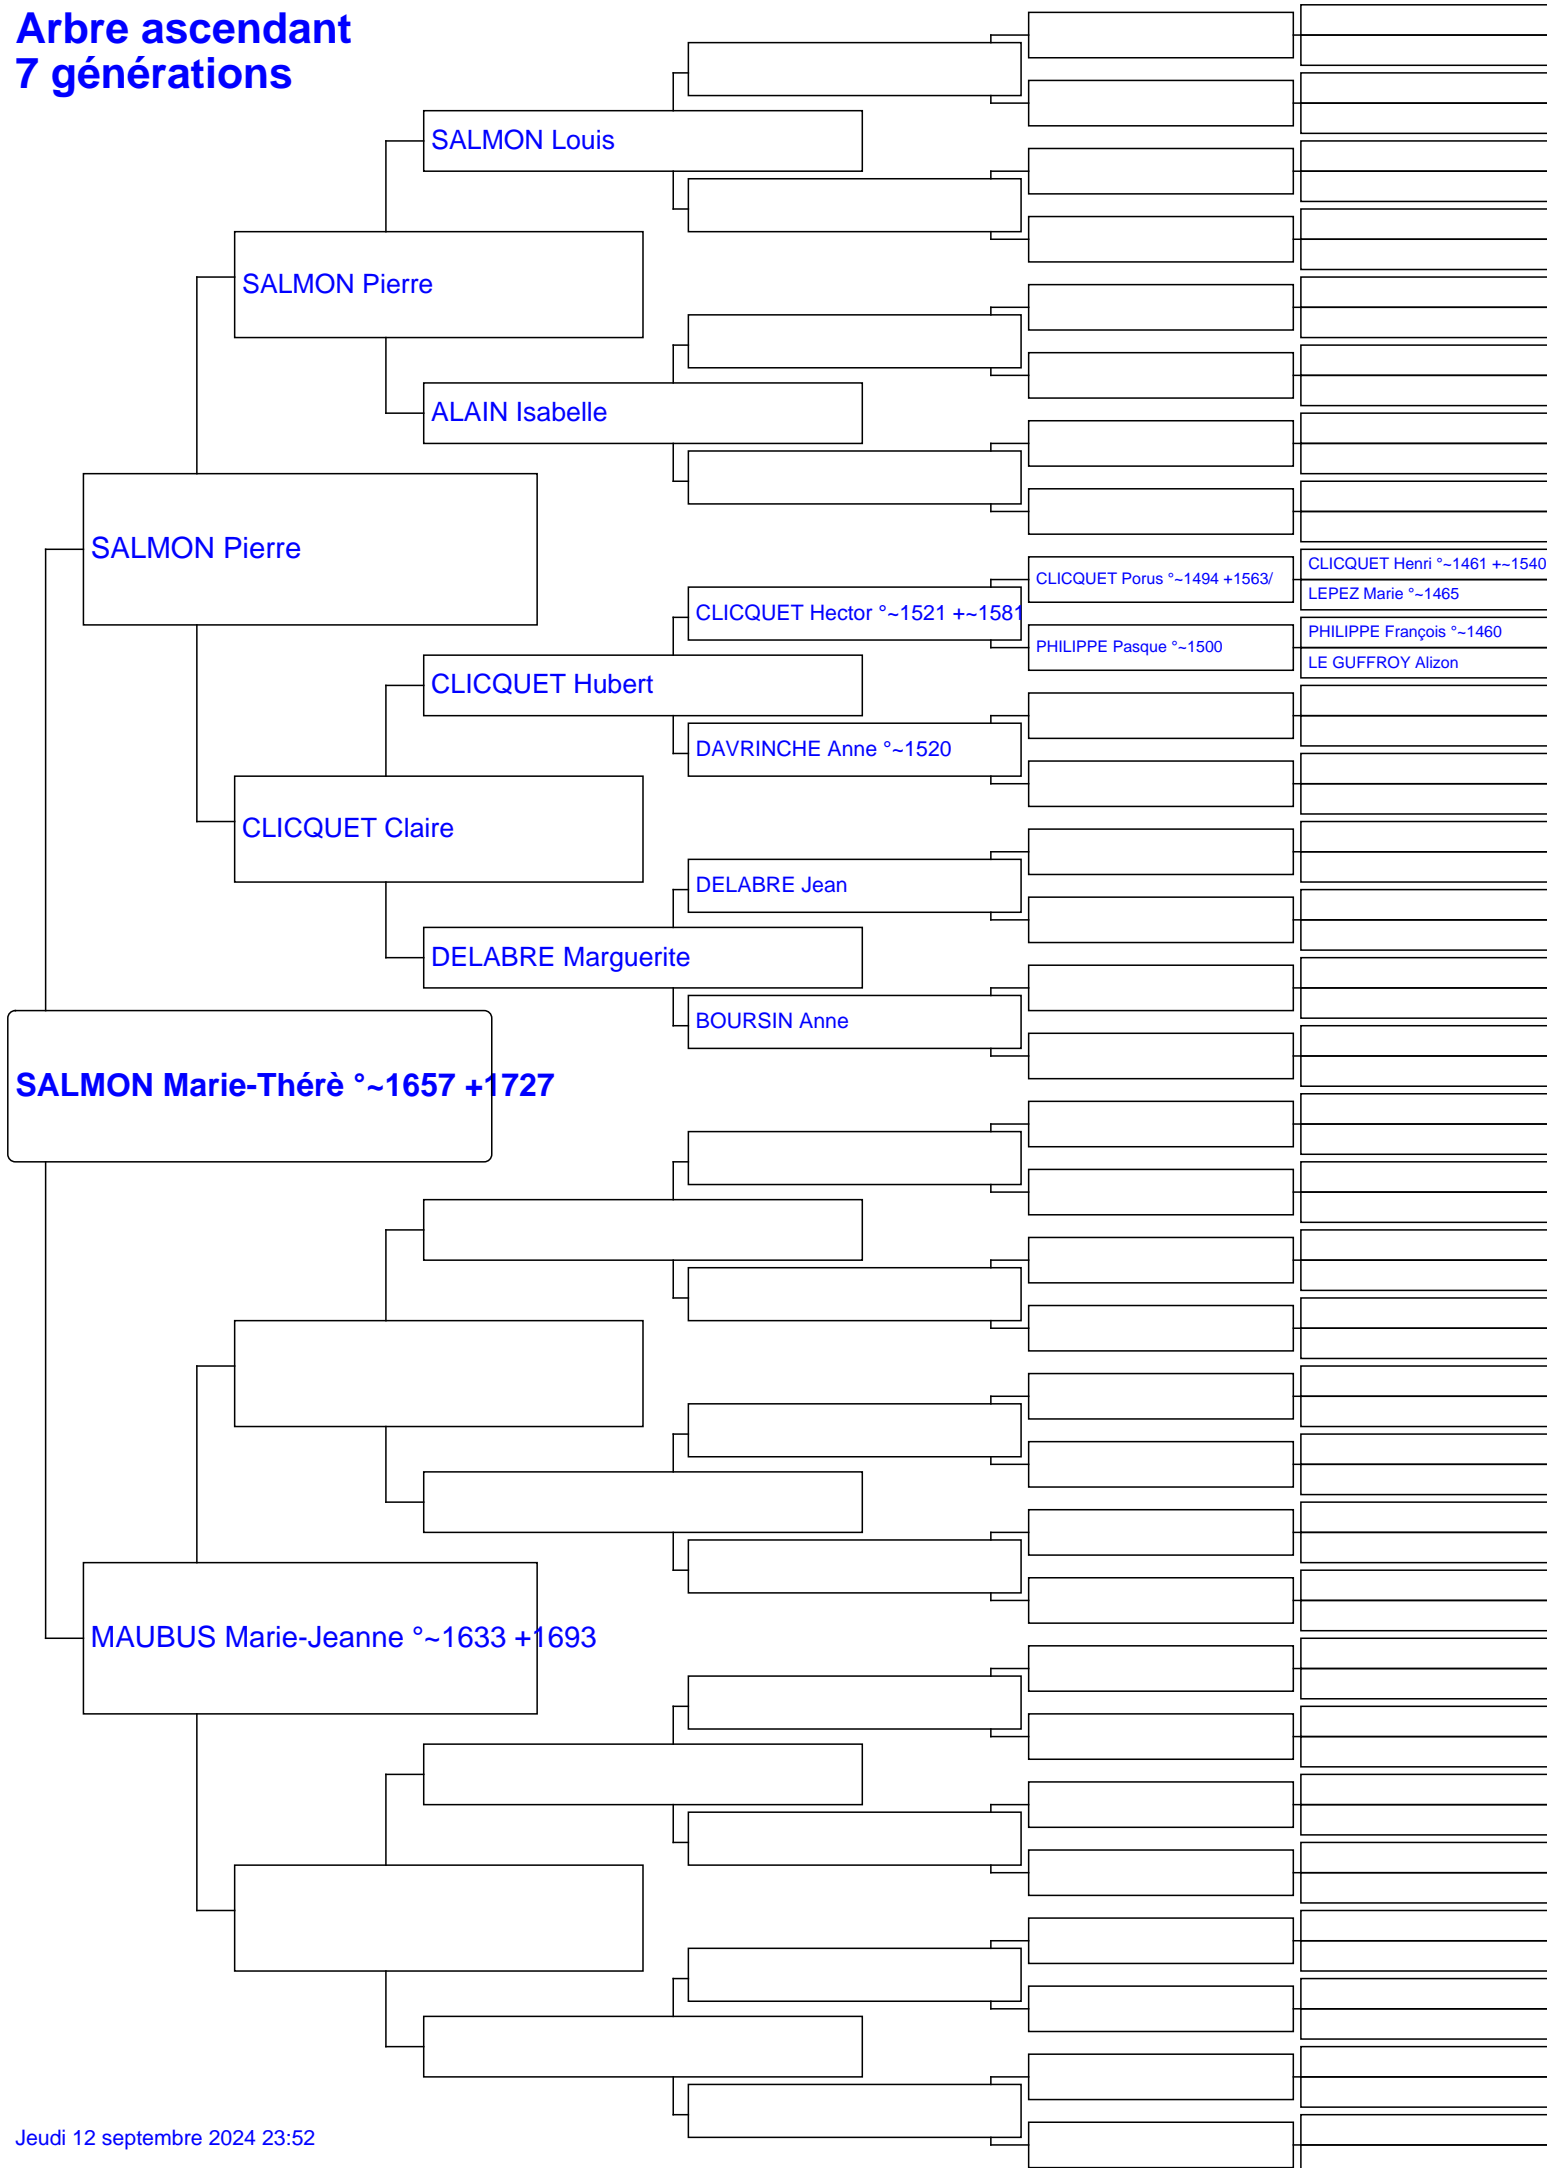 Arbre ascendant
7 générations
SALMON Louis
SALMON Pierre
ALAIN Isabelle
SALMON Pierre
CLICQUET Henri °~1461 +~1540
CLICQUET Porus °~1494 +1563/
LEPEZ Marie °~1465
CLICQUET Hector °~1521 +~1581
PHILIPPE François °~1460
PHILIPPE Pasque °~1500
LE GUFFROY Alizon
CLICQUET Hubert
DAVRINCHE Anne °~1520
CLICQUET Claire
DELABRE Jean
DELABRE Marguerite
BOURSIN Anne
SALMON Marie-Thérè °~1657 +1727
MAUBUS Marie-Jeanne °~1633 +1693
Jeudi 12 septembre 2024 23:52